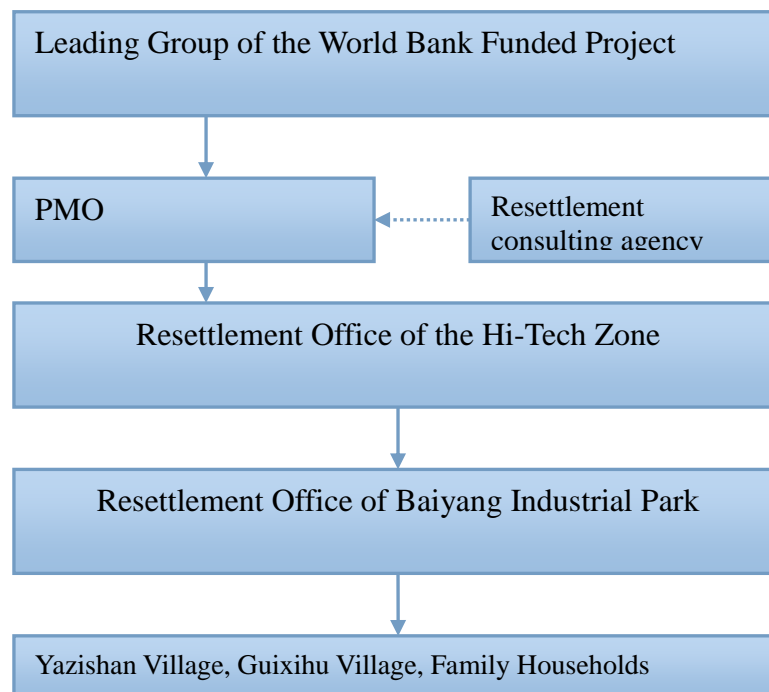 Leading Group of the World Bank Funded Project
PMO
Resettlement
consulting agency
Resettlement Office of the Hi-Tech Zone
Resettlement Office of Baiyang Industrial Park
Yazishan Village, Guixihu Village, Family Households